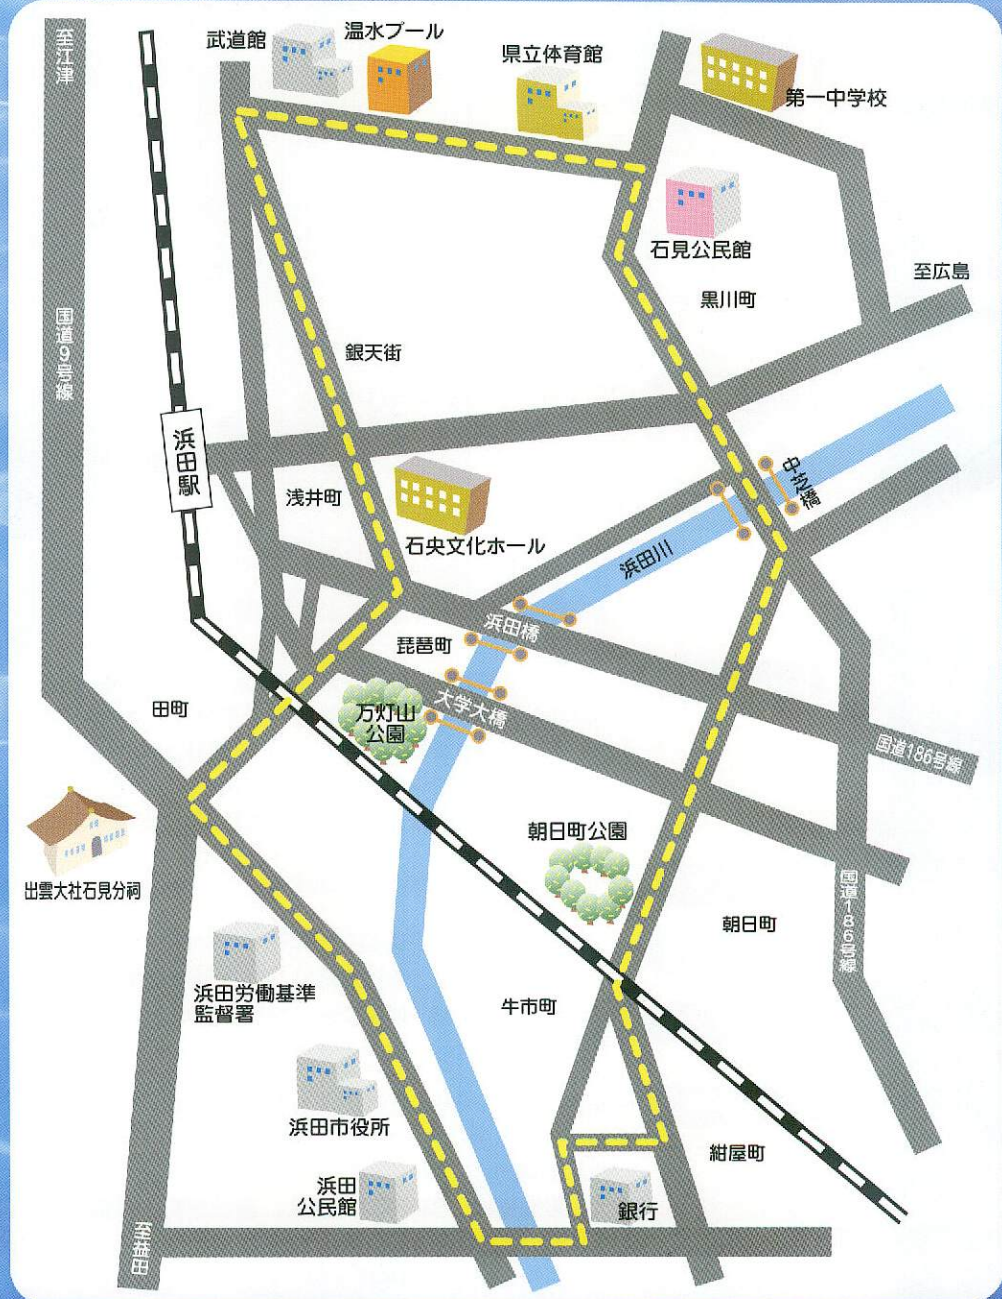 至江津
武道館
温水プール
県立体育館
第一中学校
石見公民館
至広島
黒川町
国道9号線
銀天街
浜田駅
浅井町
石央文化ホール
中芝橋
浜田川
浜田橋
琵琶町
大学大橋
万灯山
公園
田町
国道186号線
朝日町公園
出雲大社石見分祠
国道186号線
朝日町
浜田労働基準
監督署
牛市町
浜田市役所
紺屋町
浜田
公民館
銀行
至益田